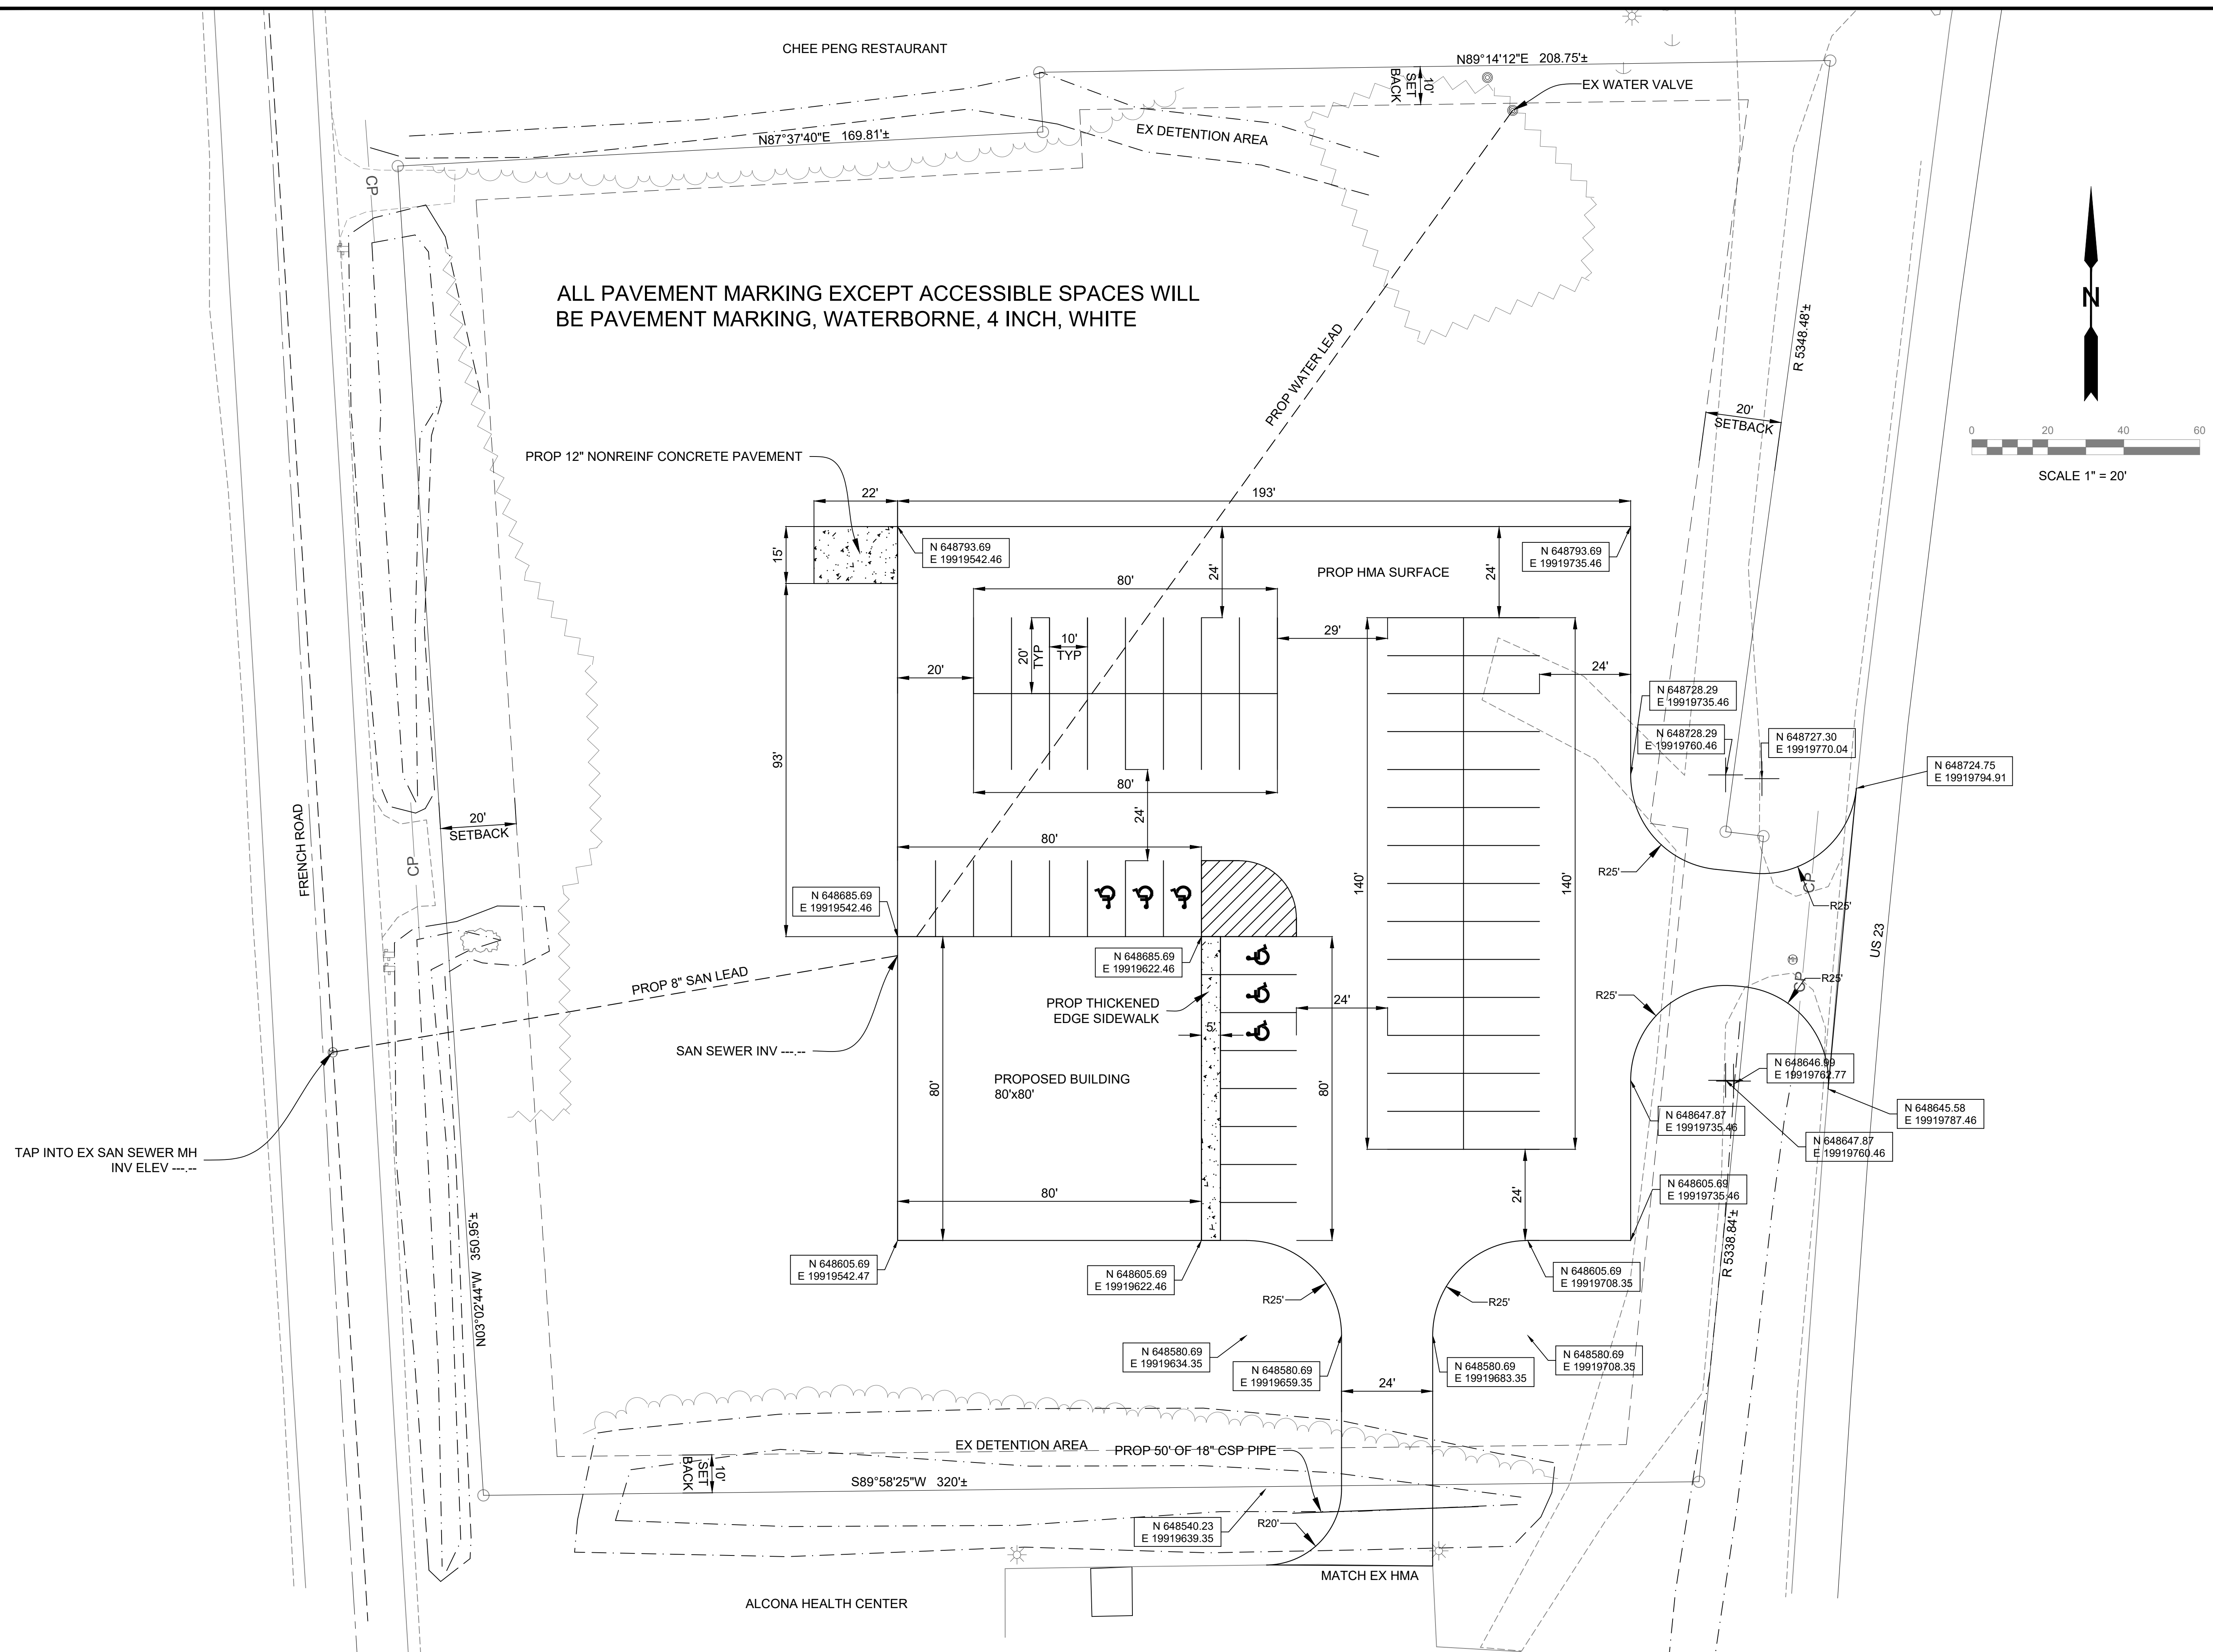 CHEE PENG RESTAURANT
N89°14'12"E 208.75'±
10'
SET
BACK
EX WATER VALVE
N87°37'40"E 169.81'±
EX DETENTION AREA
CP
ALL PAVEMENT MARKING EXCEPT ACCESSIBLE SPACES WILL
BE PAVEMENT MARKING, WATERBORNE, 4 INCH, WHITE
N
R 5348.48'±
PROP WATER LEAD
20'
SETBACK
0 20 40 60
SCALE 1" = 20'
PROP 12" NONREINF CONCRETE PAVEMENT
22'
193'
15'
N 648793.69
E 19919542.46
N 648793.69
E 19919735.46
PROP HMA SURFACE
24'
24'
80'
29'
10'
TYP
20'
TYP
20'
24'
N 648728.29
E 19919735.46
N 648728.29
E 19919760.46
N 648727.30
E 19919770.04
N 648724.75
E 19919794.91
93'
80'
24'
20'
SETBACK
FRENCH ROAD
CP
80'
R25'
CP
R25'
140'
140'
N 648685.69
E 19919542.46
US 23
N 648685.69
E 19919622.46
PROP 8" SAN LEAD
PROP THICKENED
EDGE SIDEWALK
24'
R25'
CP
R25'
5'
SAN SEWER INV ---.--
PROPOSED BUILDING
80'x80'
80'
80'
N 648646.99
E 19919762.77
N 648645.58
E 19919787.46
N 648647.87
E 19919735.46
N 648647.87
E 19919760.46
TAP INTO EX SAN SEWER MH
INV ELEV ---.--
80'
24'
N 648605.69
E 19919735.46
N03°02'44"W 350.95'±
R 5338.84'±
N 648605.69
E 19919542.47
N 648605.69
E 19919622.46
N 648605.69
E 19919708.35
R25'
R25'
N 648580.69
E 19919634.35
N 648580.69
E 19919659.35
N 648580.69
E 19919683.35
N 648580.69
E 19919708.35
24'
EX DETENTION AREA
PROP 50' OF 18" CSP PIPE
10'
SET
BACK
S89°58'25"W 320'±
N 648540.23
E 19919639.35
R20'
MATCH EX HMA
ALCONA HEALTH CENTER